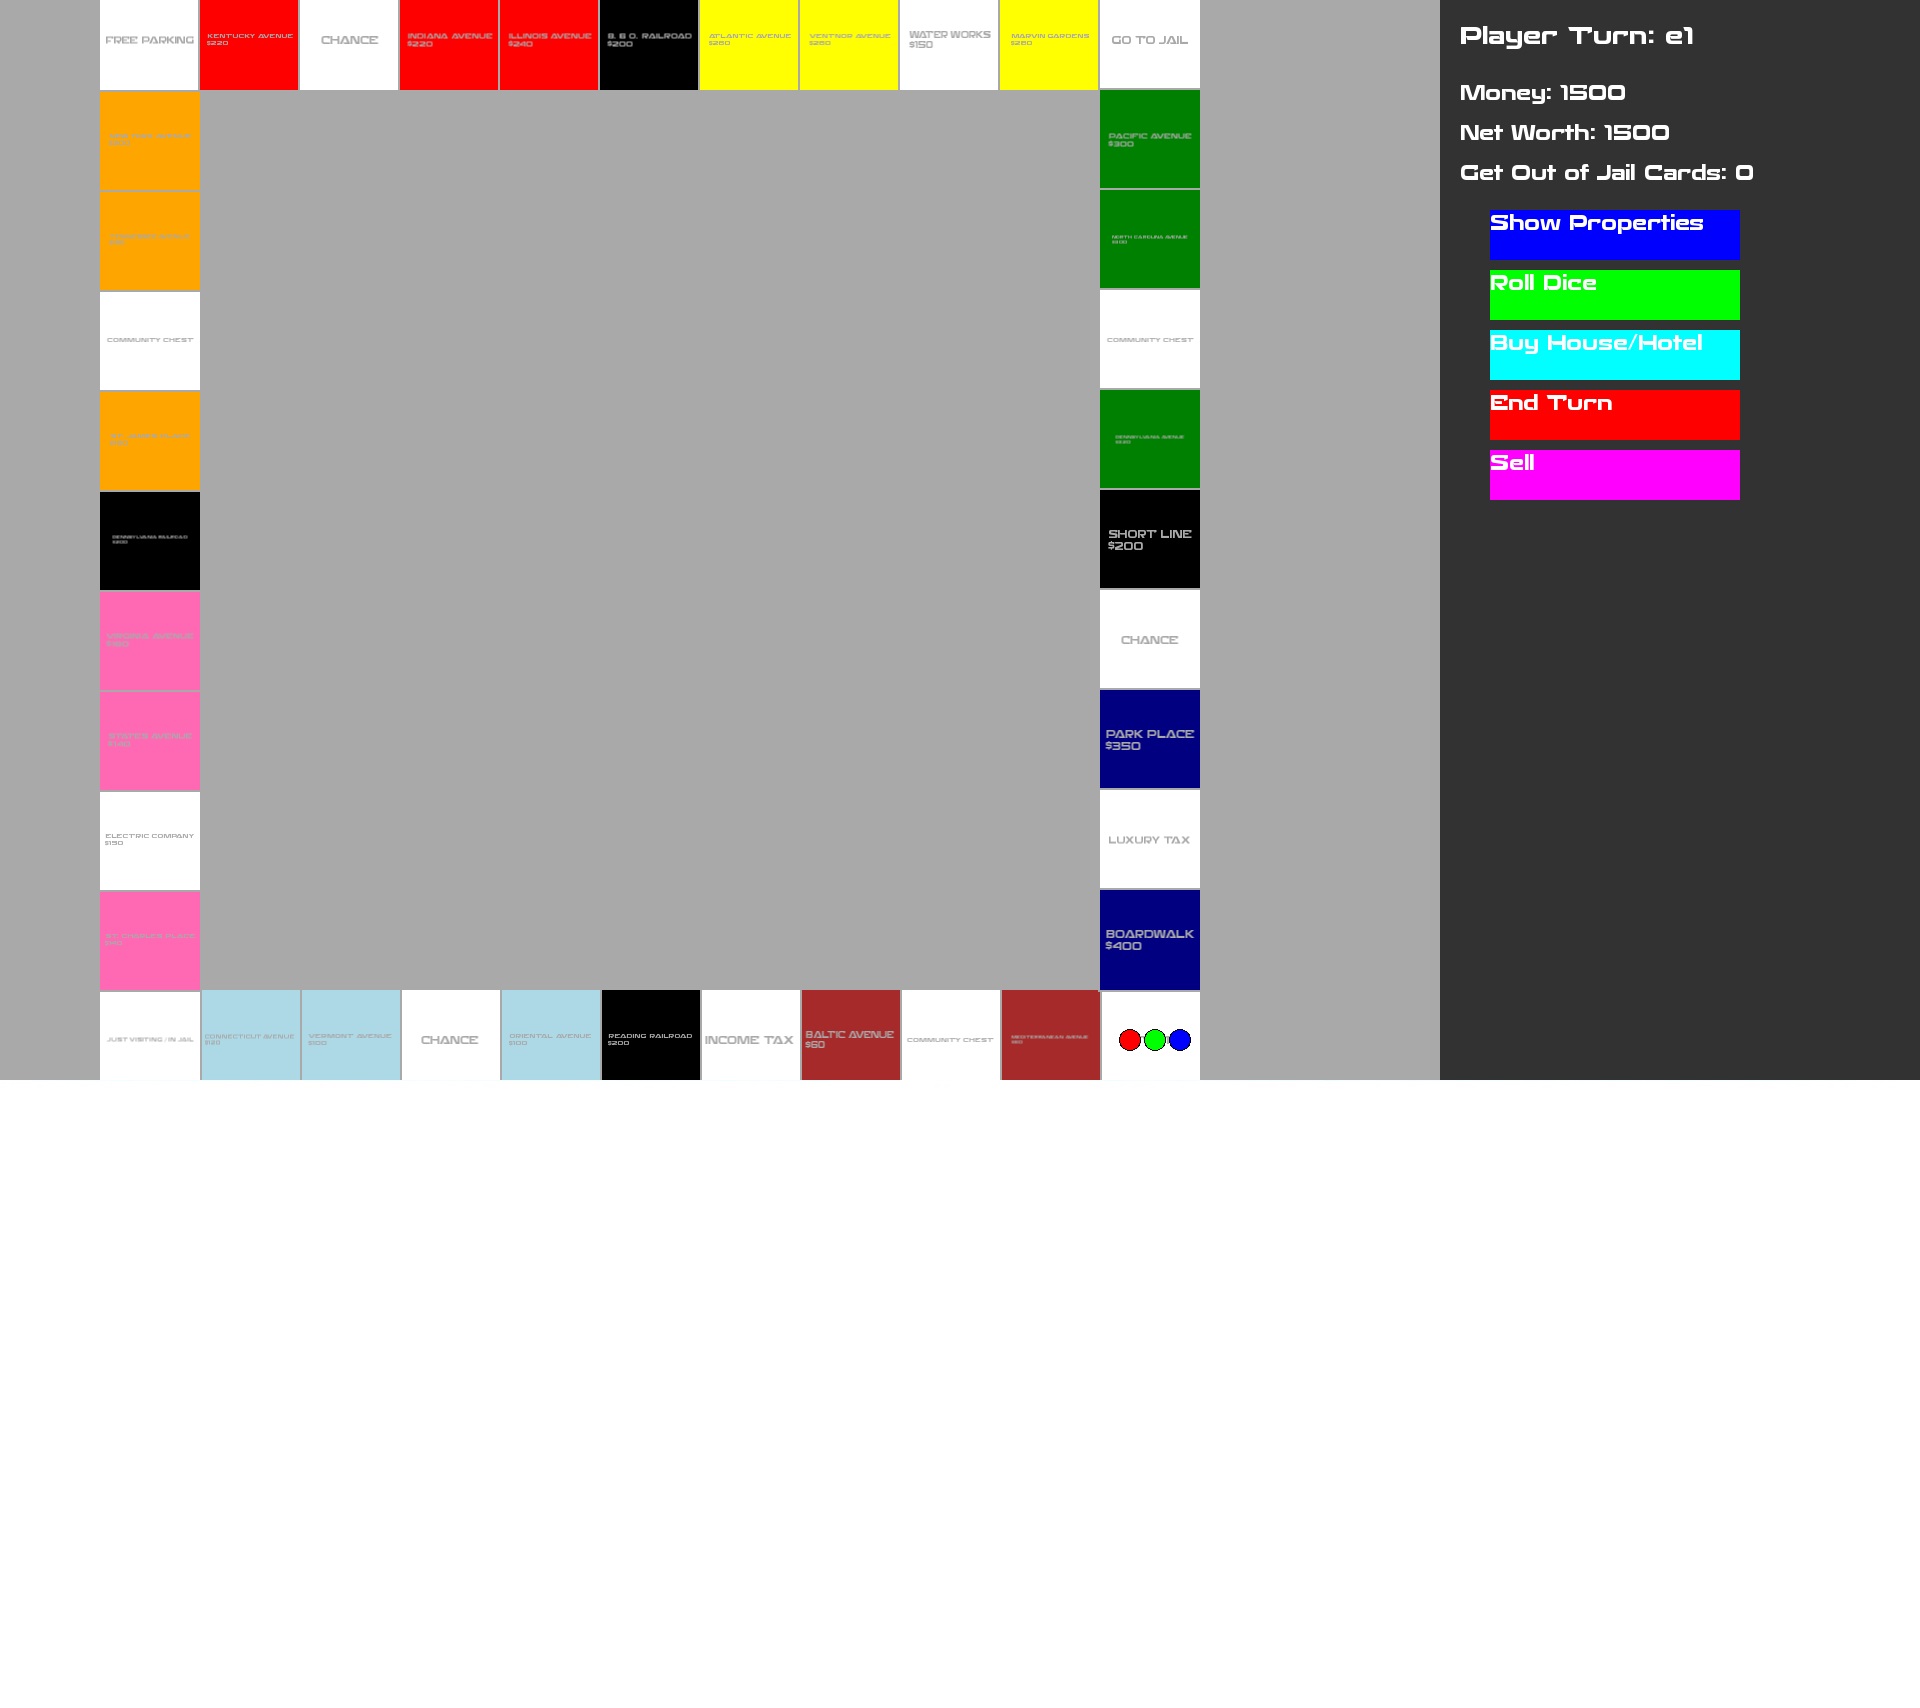 FREE PARKING
KENTUCKY AVENUE
$220
CHANCE
INDIANA AVENUE
$220
ILLINOIS AVENUE
$240
B. & O. RAILROAD
$200
ATLANTIC AVENUE
$260
VENTNOR AVENUE
$260
WATER WORKS
$150
MARVIN GARDENS
$280
GO TO JAIL
Player Turn: e1
Money: 1500
Net Worth: 1500
Get Out of Jail Cards: 0
Show Properties
Roll Dice
Buy House/Hotel
End Turn
Sell
PACIFIC AVENUE
$300
NORTH CAROLINA AVENUE
$300
COMMUNITY CHEST
COMMUNITY CHEST
PENNSYLVANIA AVENUE
PENNSYLVANIA RAILROAD
$200
SHORT LINE
$200
VIRGINIA AVENUE
$160
CHANCE
STATES AVENUE
$140
PARK PLACE
$350
ELECTRIC COMPANY
$150
LUXURY TAX
ST. CHARLES PLACE
BOARDWALK
$400
JUST VISITING / IN JAIL
CONNECTICUT AVENUE
$120
VERMONT AVENUE
$100
CHANCE
ORIENTAL AVENUE
$100
READING RAILROAD
$200
INCOME TAX
BALTIC AVENUE
$60
COMMUNITY CHEST
MEDITERRANEAN AVENUE
$60